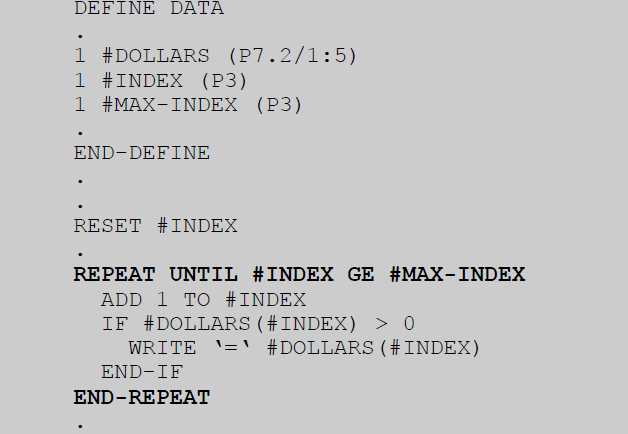 DEFINE DATA
.
1 #DOLLARS (P7.2/1:5)
1 #INDEX (P3)
1 #MAX-INDEX (P3)
.
END-DEFINE
.
.
RESET #INDEX
.
REPEAT UNTIL #INDEX GE #MAX-INDEX
  ADD 1 TO #INDEX
  IF #DOLLARS(#INDEX) > 0
    WRITE ‛=‛ #DOLLARS(#INDEX)
  END-IF
END-REPEAT
.